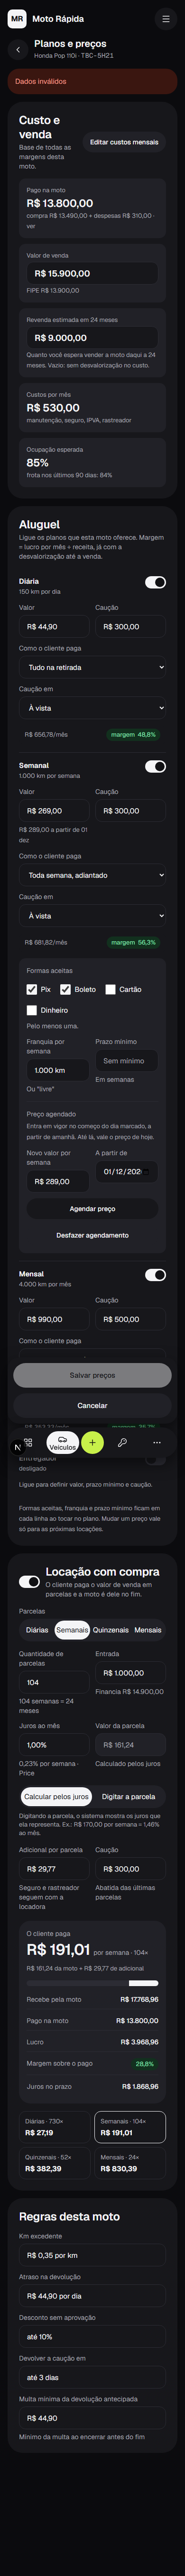 MR Moto Rápida
Planos e preços
Honda Pop 110i · TBC-5H21
Dados inválidos
Custo e
venda
Base de todas as
margens desta
moto.
Editar custos mensais
Pago na moto
R$ 13.800,00
compra R$ 13.490,00 + despesas R$ 310,00 ·
ver
Valor de venda
R$ 15.900,00
FIPE R$ 13.900,00
Revenda estimada em 24 meses
R$ 9.000,00
Quanto você espera vender a moto daqui a 24
meses. Vazio: sem desvalorização no custo.
Custos por mês
R$ 530,00
manutenção, seguro, IPVA, rastreador
Ocupação esperada
85%
frota nos últimos 90 dias: 84%
Aluguel
Ligue os planos que esta moto oferece. Margem
= lucro por mês ÷ receita, já com a
desvalorização até a venda.
Diária
150 km por dia
Valor
Caução
R$ 44,90
R$ 300,00
Como o cliente paga
Tudo na retirada
Caução em
À vista
R$ 656,78/mês
margem 48,8%
Semanal
1.000 km por semana
Valor
Caução
R$ 269,00
R$ 300,00
R$ 289,00 a partir de 01
dez
Como o cliente paga
Toda semana, adiantado
Caução em
À vista
R$ 681,82/mês
margem 56,3%
Formas aceitas
Pix
Boleto
Cartão
Dinheiro
Pelo menos uma.
Franquia por
semana
Prazo mínimo
1.000 km
Sem mínimo
Ou "livre"
Em semanas
Preço agendado
Entra em vigor no começo do dia marcado, a
partir de amanhã. Até lá, vale o preço de hoje.
Novo valor por
semana
A partir de
R$ 289,00
01/12/202
Agendar preço
Desfazer agendamento
Mensal
4.000 km por mês
Valor
Caução
R$ 990,00
R$ 500,00
Como o cliente paga
Salvar preços
Cancelar
N
Veículos
desligado
Ligue para definir valor, prazo mínimo e caução.
Formas aceitas, franquia e prazo mínimo ficam em
cada linha ao tocar no plano. Mudar um preço vale
só para as próximas locações.
Locação com compra
O cliente paga o valor de venda em
parcelas e a moto é dele no fim.
Parcelas
Diárias
Semanais
Quinzenais
Mensais
Quantidade de
parcelas
Entrada
104
R$ 1.000,00
104 semanas = 24
meses
Financia R$ 14.900,00
Juros ao mês
Valor da parcela
1,00%
R$ 161,24
0,23% por semana ·
Price
Calculado pelos juros
Calcular pelos juros
Digitar a parcela
Digitando a parcela, o sistema mostra os juros que
ela representa. Ex.: R$ 170,00 por semana = 1,46%
ao mês.
Adicional por parcela
Caução
R$ 29,77
R$ 300,00
Seguro e rastreador
seguem com a
locadora
Abatida das últimas
parcelas
O cliente paga
R$ 191,01 por semana · 104×
R$ 161,24 da moto + R$ 29,77 de adicional
Recebe pela moto
R$ 17.768,96
Pago na moto
R$ 13.800,00
Lucro
R$ 3.968,96
Margem sobre o pago
28,8%
Juros no prazo
R$ 1.868,96
Diárias · 730×
R$ 27,19
Semanais · 104×
R$ 191,01
Quinzenais · 52×
R$ 382,39
Mensais · 24×
R$ 830,39
Regras desta moto
Km excedente
R$ 0,35 por km
Atraso na devolução
R$ 44,90 por dia
Desconto sem aprovação
até 10%
Devolver a caução em
até 3 dias
Multa mínima da devolução antecipada
R$ 44,90
Mínimo da multa ao encerrar antes do fim